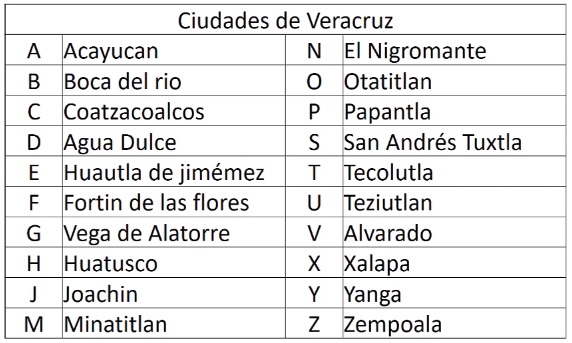 Ciudades de Veracruz
A Acayucan N El Nigromante
B Boca del rio O Otatitlan
C Coatzacoalcos P Papantla
D Agua Dulce S San Andrés Tuxtla
E Huautla de jimémez T Tecolutla
F Fortin de las flores U Teziutlan
G Vega de Alatorre V Alvarado
H Huatusco X Xalapa
J Joachin Y Yanga
M Minatitlan Z Zempoala